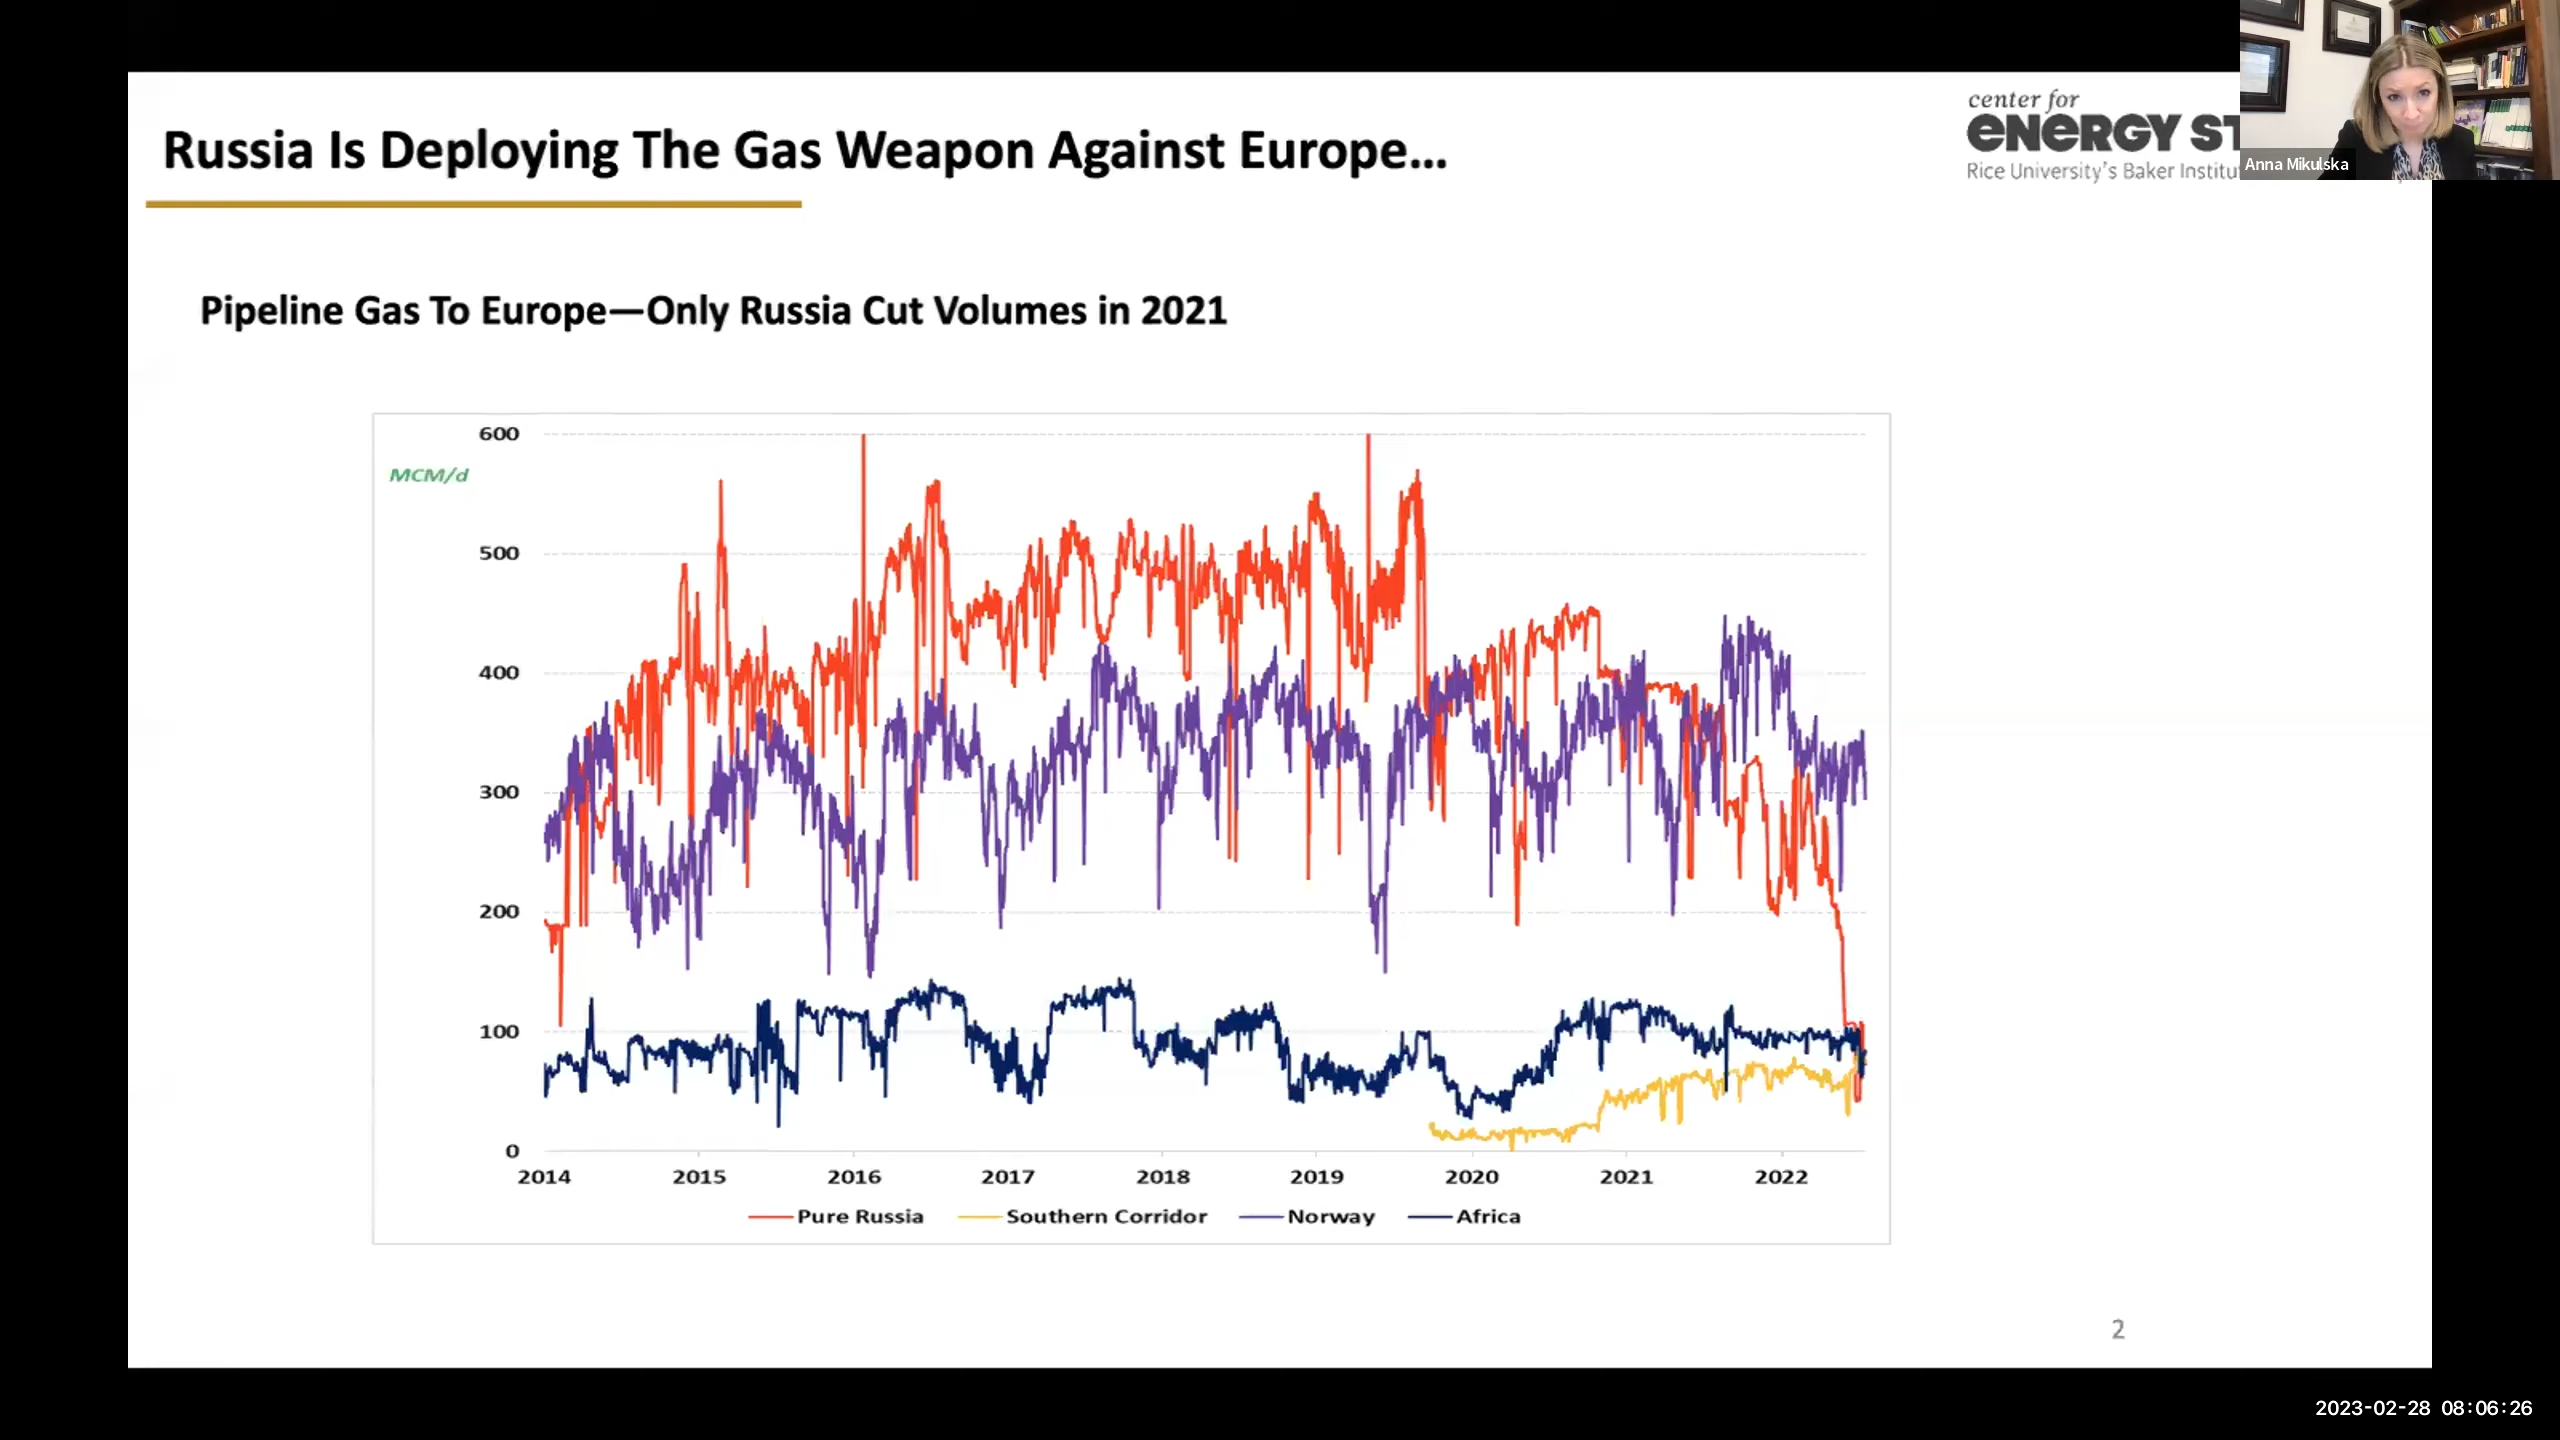 Russia Is Deploying The Gas Weapon Against Europe...
center for
ENERGY ST
Rice University's Baker Institu
Anna Mikulska
Pipeline Gas To Europe—Only Russia Cut Volumes in 2021
MCM/d
600
500
400
300
200
100
0
2014 2015 2016 2017 2018 2019 2020 2021 2022
Pure Russia Southern Corridor Norway Africa
2
2023-02-28 08:06:26